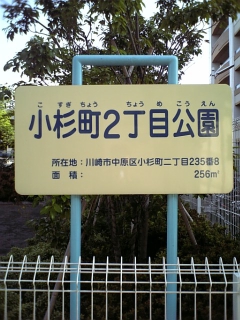 こすぎちょう ちょうめこうえん
小杉町2丁目公園
所在地：川崎市中原区小杉町二丁目235番8
面積： 256㎡